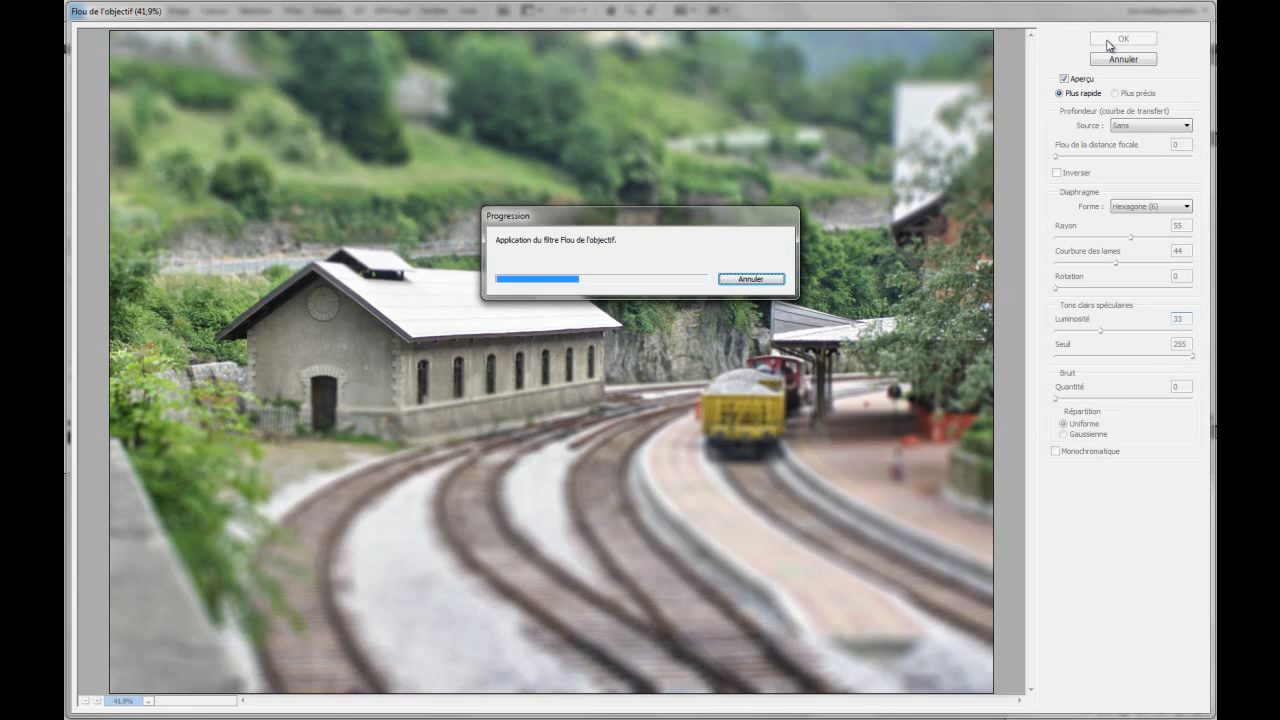 Flou de l'objectif (41,9%)
OK
Annuler
Aperçu
Plus rapide
Plus précis
Profondeur (courbe de transfert)
Source : Sans
Flou de la distance focale 0
Inverser
Diaphragme
Forme : Hexagone (6)
Rayon 55
Courbure des lames 44
Rotation 0
Tons clairs spéculaires
Luminosité 33
Seuil 255
Bruit
Quantité 0
Répartition
Uniforme
Gaussienne
Monochromatique
Progression
Application du filtre Flou de l'objectif.
Annuler
41,9%